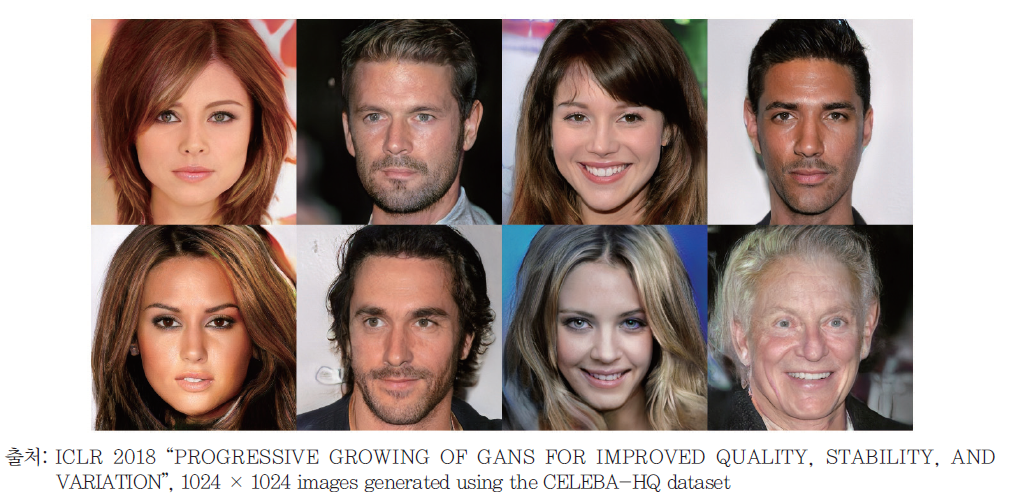 출처: ICLR 2018 “PROGRESSIVE GROWING OF GANS FOR IMPROVED QUALITY, STABILITY, AND
VARIATION”, 1024 × 1024 images generated using the CELEBA-HQ dataset